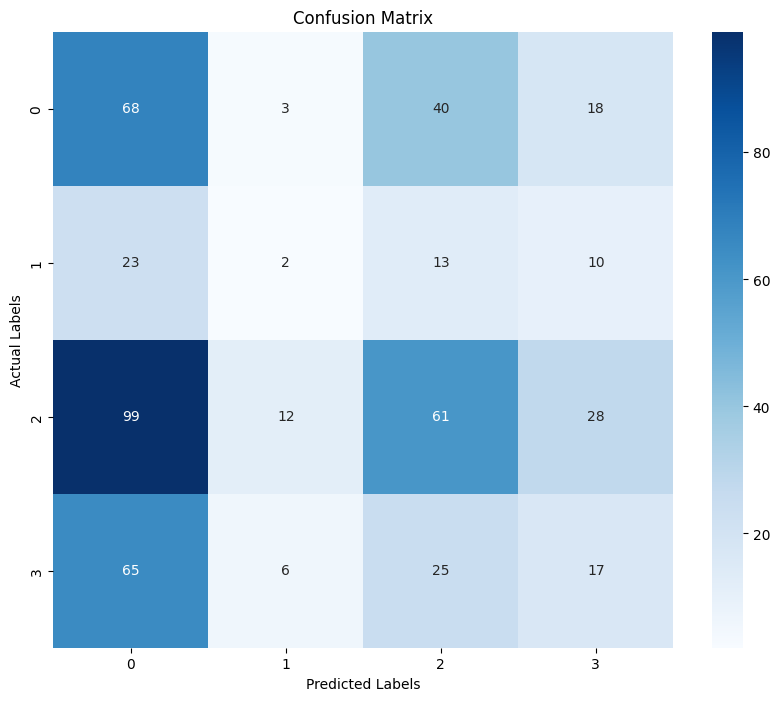 Confusion Matrix
0 68 3 40 18
1 23 2 13 10
2 99 12 61 28
3 65 6 25 17
0 1 2 3
Predicted Labels
Actual Labels
80
60
40
20